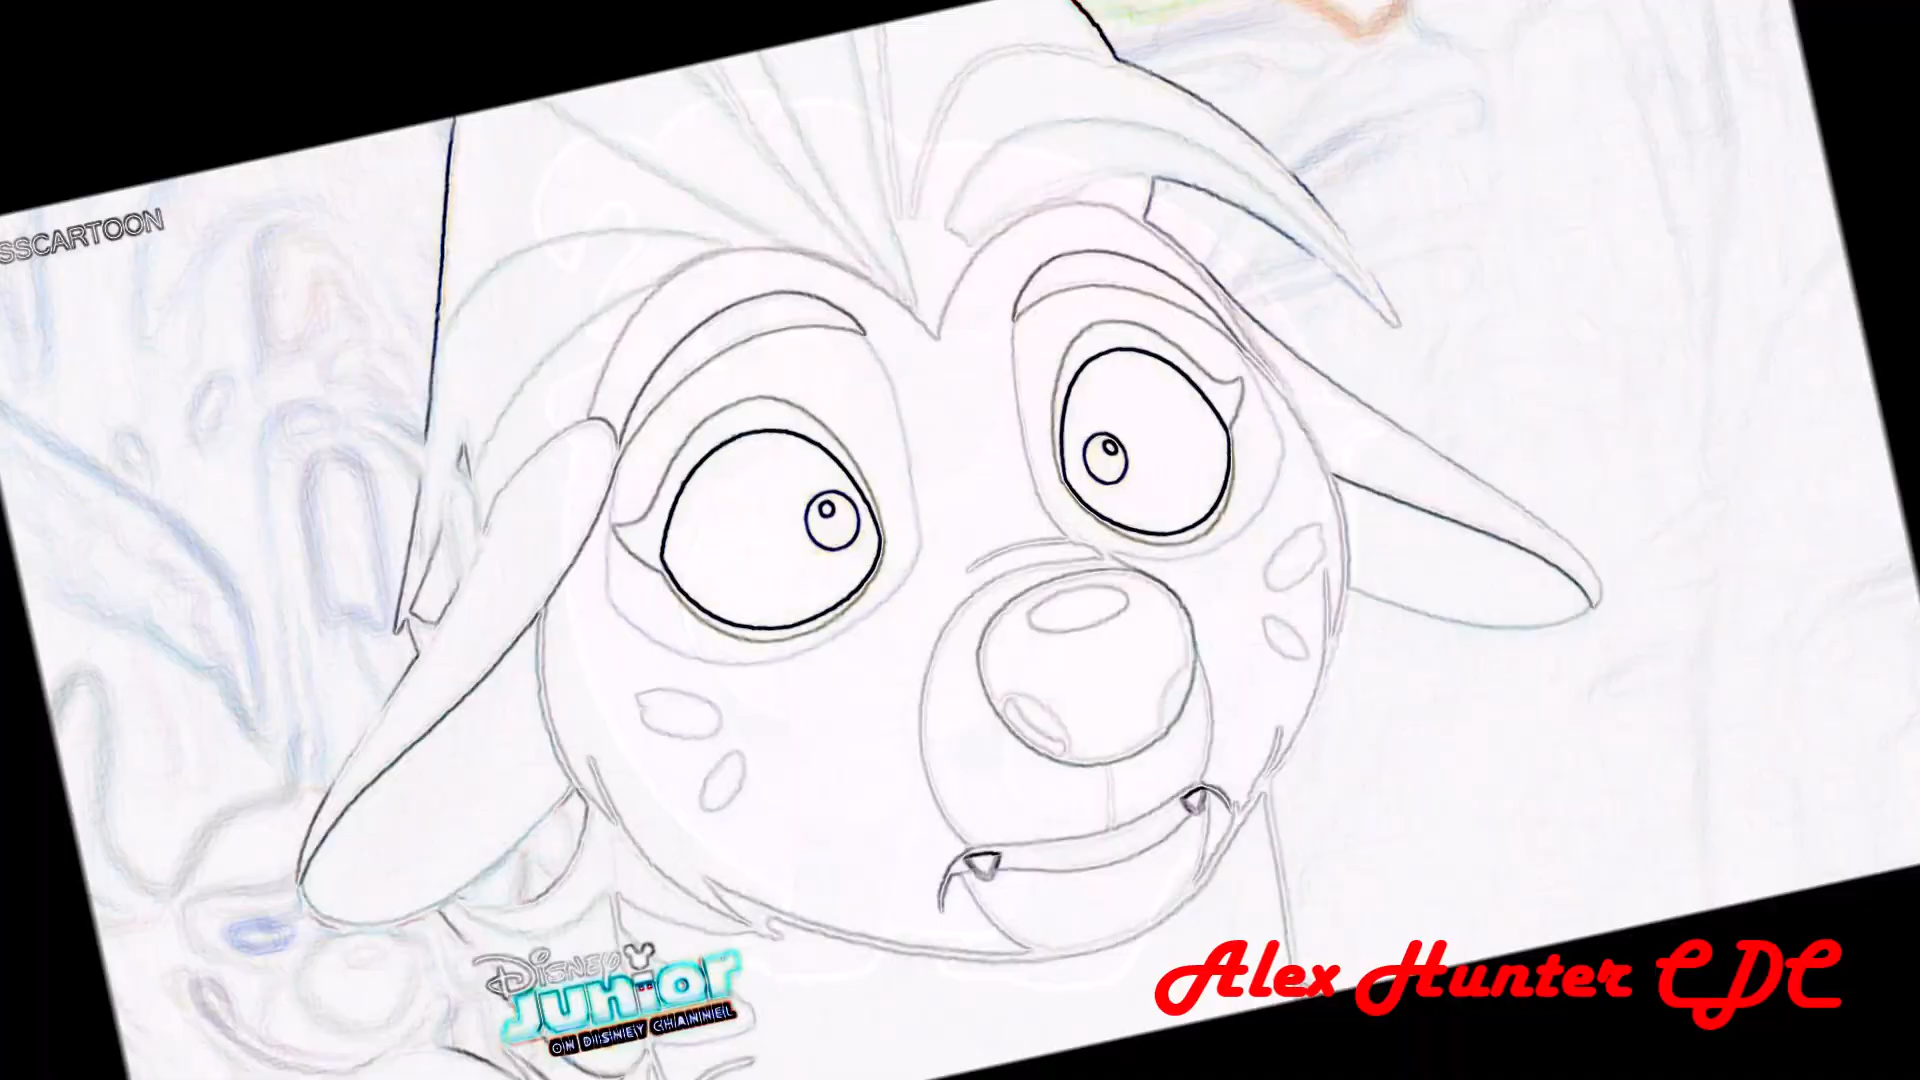 SSCARTOON
Disney
Junior
ON DISNEY CHANNEL
Alex Hunter CDC